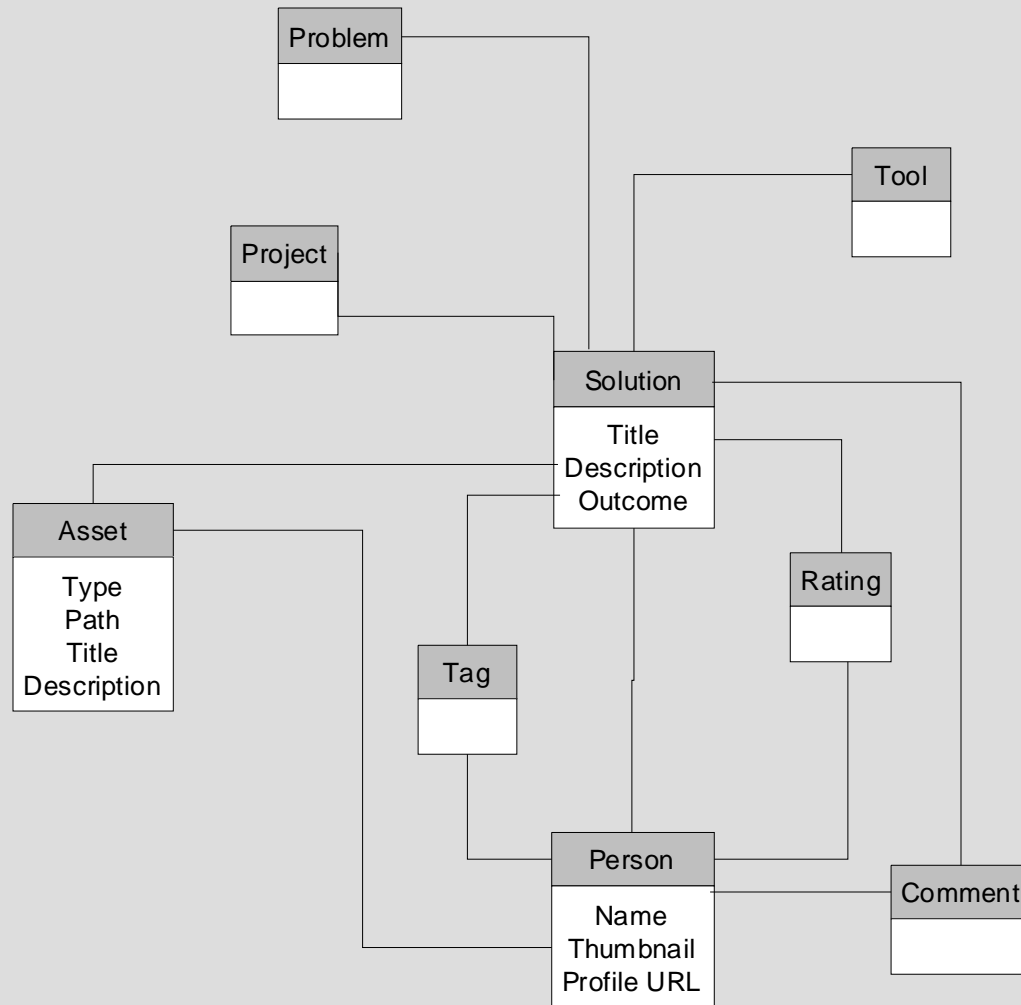 Problem
Tool
Project
Solution
Title
Description
Outcome
Asset
Type
Path
Title
Description
Rating
Tag
Person
Name
Thumbnail
Profile URL
Comment